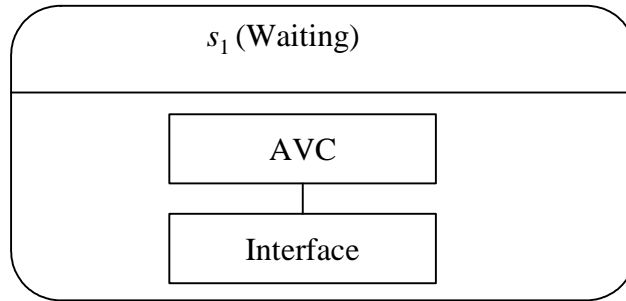 s₁ (Waiting)
AVC
Interface